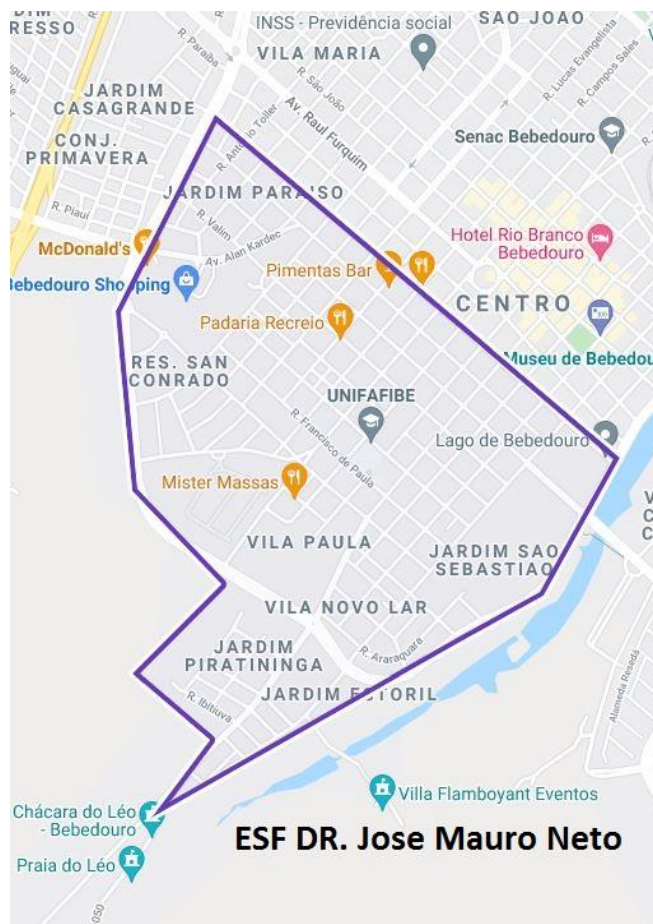 DIM
RESSO
INSS - Previdência social
SAO JOAO
R. Paraíba
VILA MARIA
R. Lucas Evangelista
R. Campos Sales
R. São João
JARDIM
CASAGRANDE
R. Antônio Toller
Av. Raul Furquim
Senac Bebedouro
CONJ.
PRIMAVERA
JARDIM PARAISO
R. Piauí
R. Valim
McDonald's
Av. Alan Kardec
Hotel Rio Branco
Bebedouro
Pimentas Bar
Bebedouro Shopping
CENTRO
Padaria Recreio
RES. SAN
CONRADO
Museu de Bebedou
UNIFAFIBE
R. Francisco de Paula
Lago de Bebedouro
Mister Massas
VILA PAULA
JARDIM SAO
SEBASTIAO
VILA NOVO LAR
JARDIM
PIRATININGA
R. Araraquara
R. Ibitiuva
JARDIM ESTORIL
Alameda Resedá
Chácara do Léo
- Bebedouro
Villa Flamboyant Eventos
ESF DR. Jose Mauro Neto
Praia do Léo
050